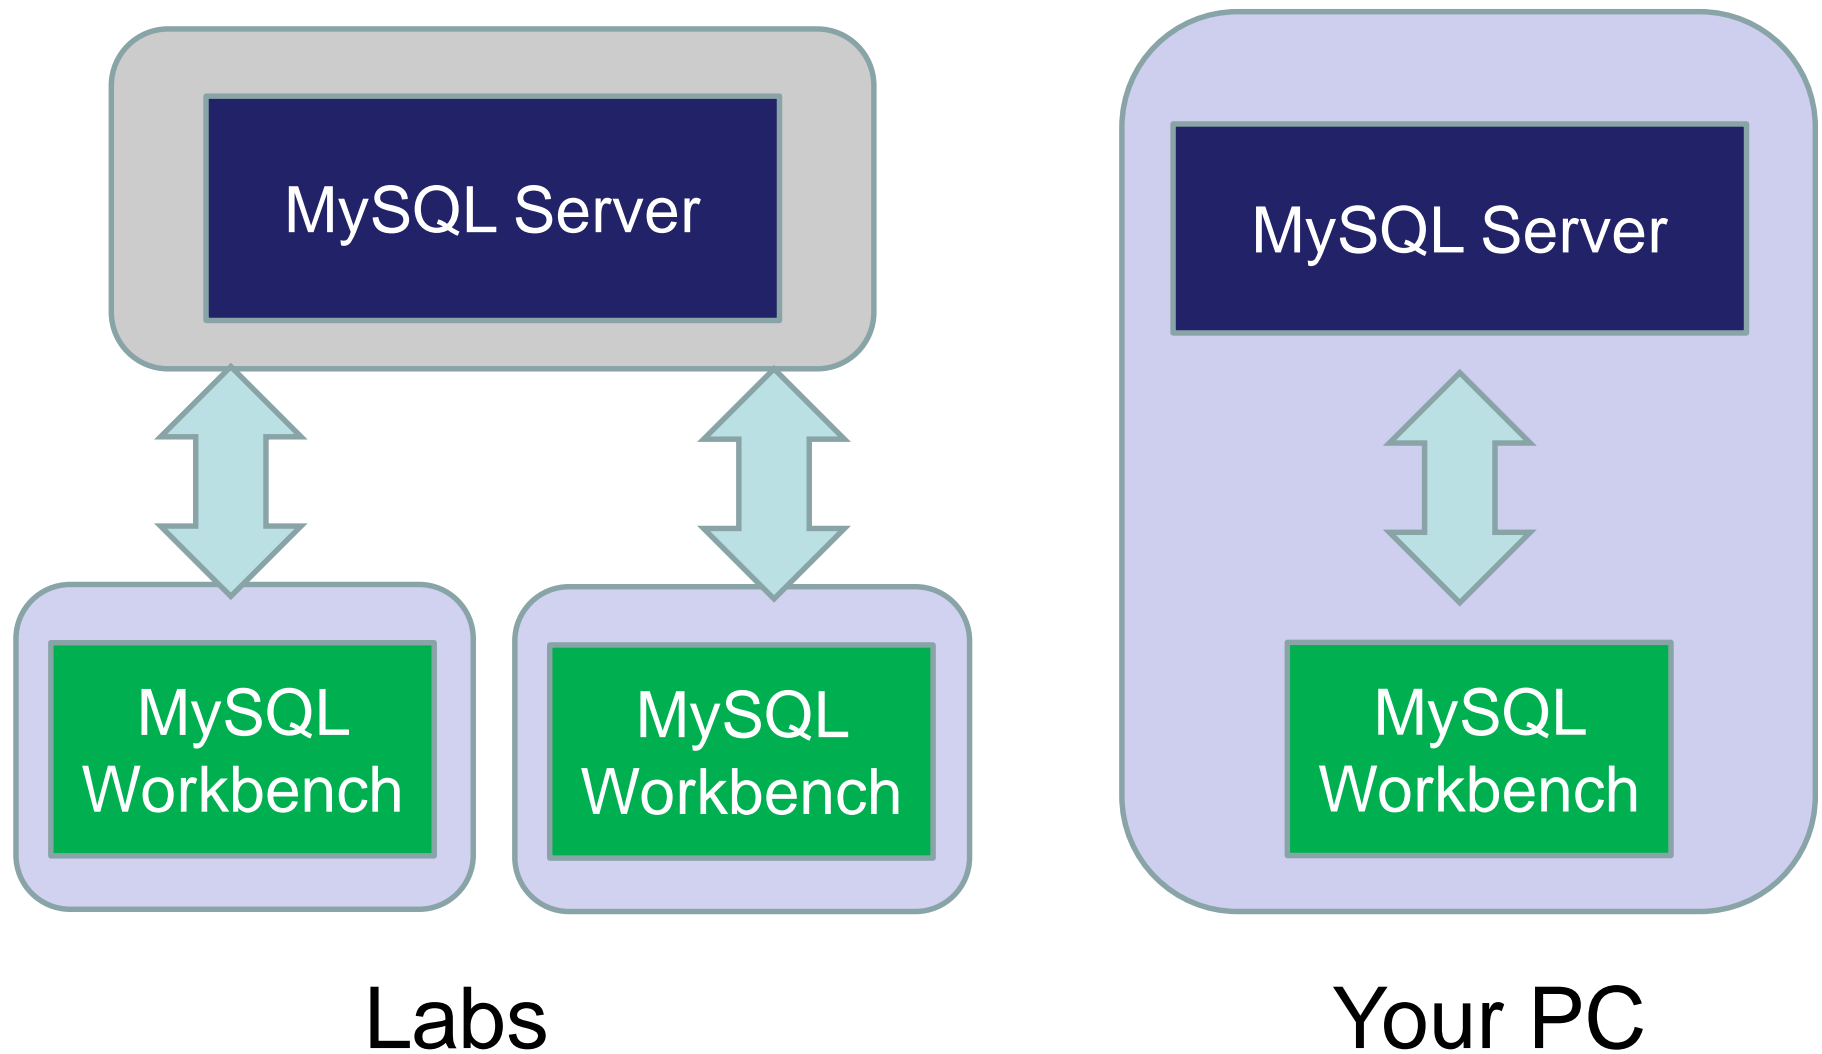 MySQL Server
MySQL
Workbench
MySQL
Workbench
Labs
MySQL Server
MySQL
Workbench
Your PC